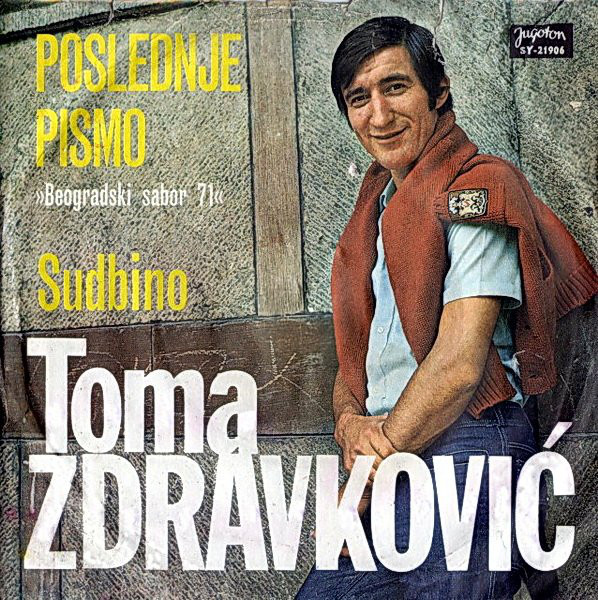 POSLEDNJE
PISMO
»Beogradski sabor 71«
Sudbino
Jugoton
SY-21906
Toma
ZDRAVKOVIĆ